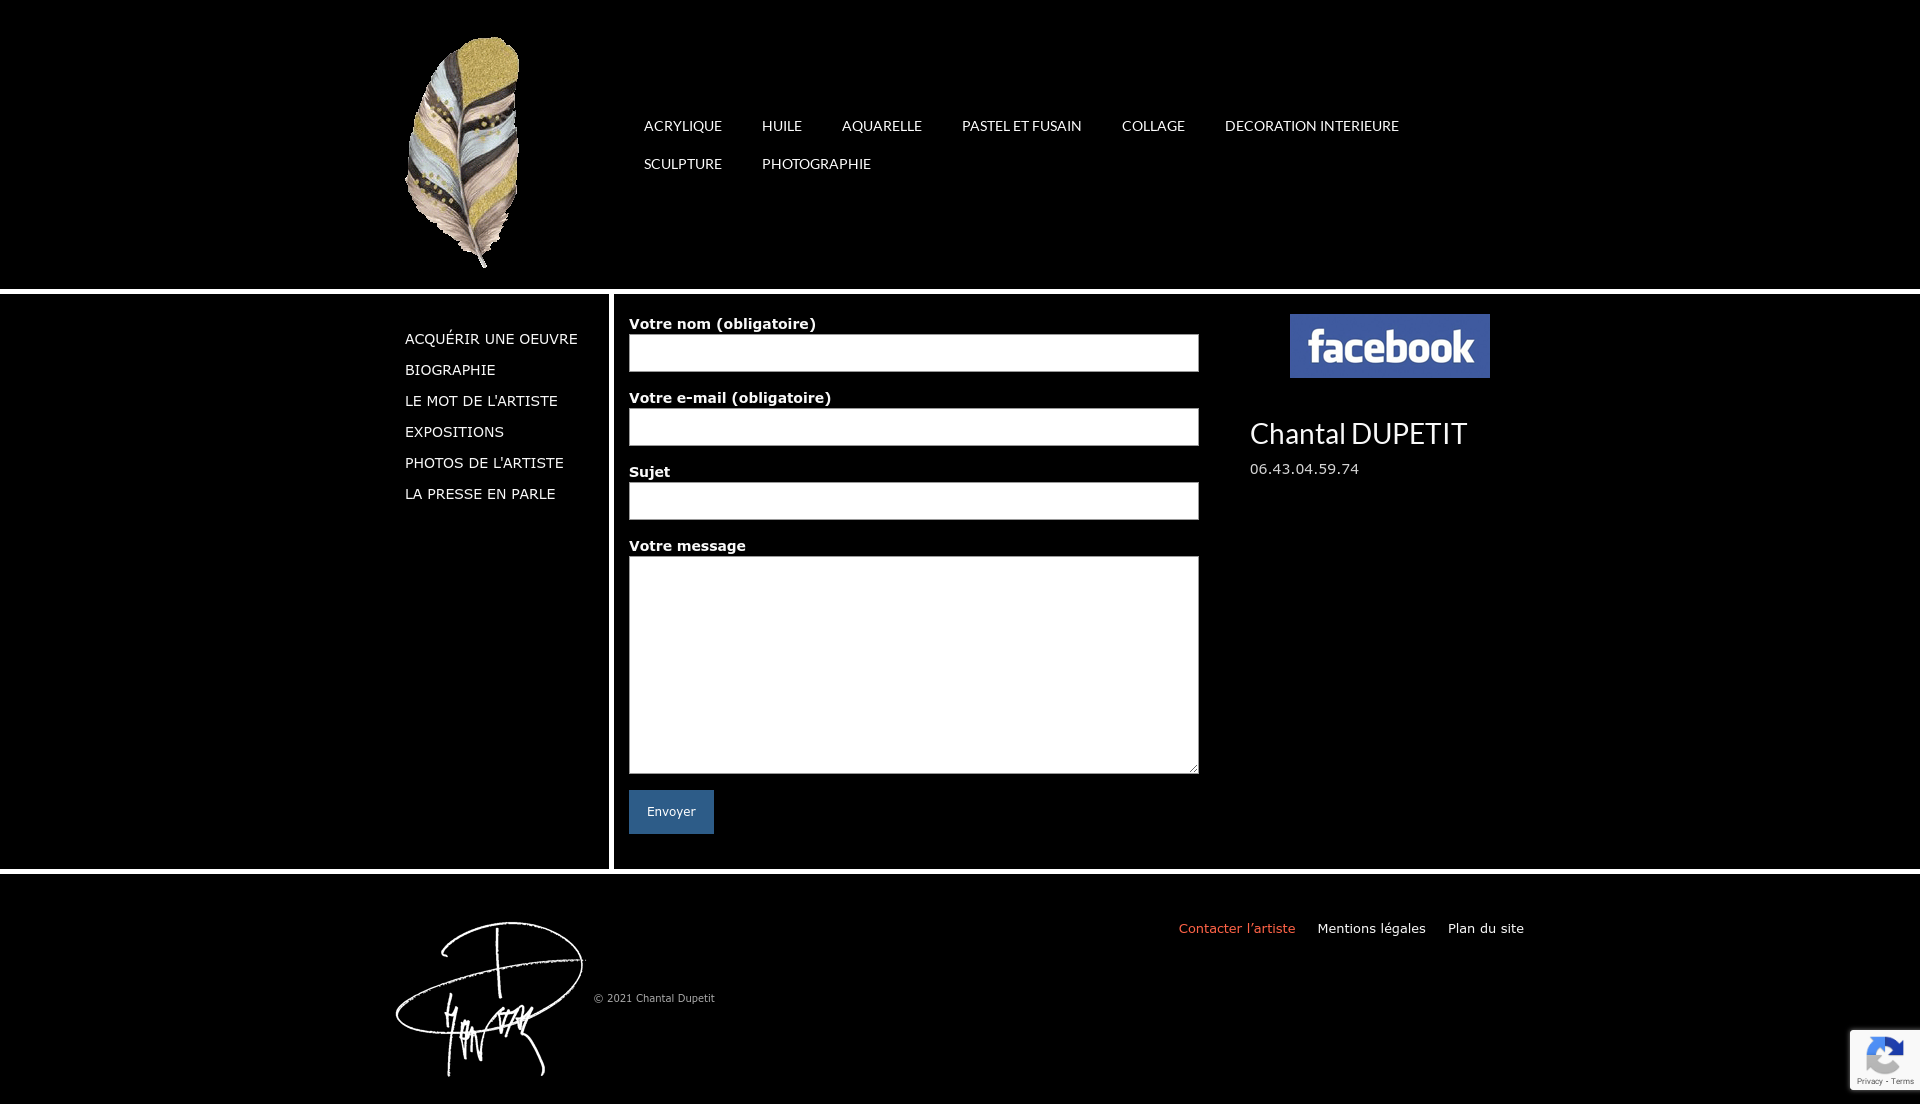 ACRYLIQUE HUILE AQUARELLE PASTEL ET FUSAIN COLLAGE DECORATION INTERIEURE
SCULPTURE PHOTOGRAPHIE
ACQUÉRIR UNE OEUVRE
BIOGRAPHIE
LE MOT DE L'ARTISTE
EXPOSITIONS
PHOTOS DE L'ARTISTE
LA PRESSE EN PARLE
Votre nom (obligatoire)
Votre e-mail (obligatoire)
Sujet
Votre message
Envoyer
facebook
Chantal DUPETIT
06.43.04.59.74
© 2021 Chantal Dupetit
Contacter l’artiste Mentions légales Plan du site
Privacy - Terms